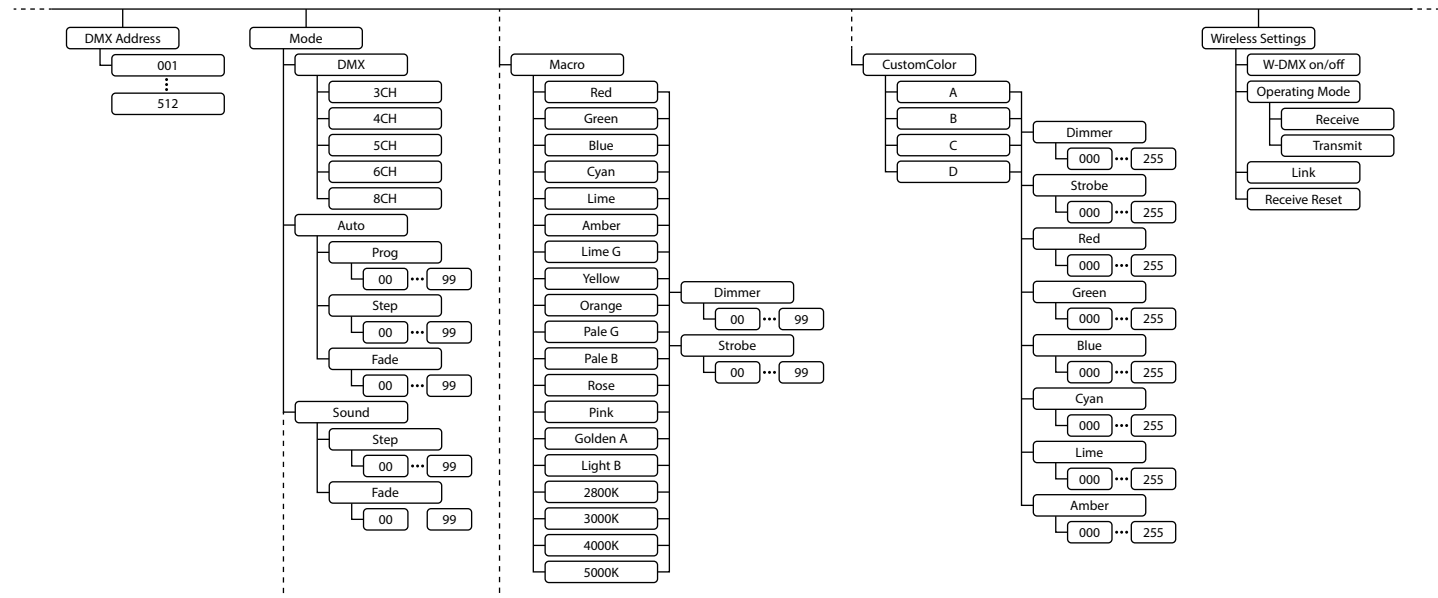 DMX Address
001
512
Mode
DMX
3CH
4CH
5CH
6CH
8CH
Auto
Prog
00 ••• 99
Step
00 ••• 99
Fade
00 ••• 99
Sound
Step
00 ••• 99
Fade
00 99
Macro
Red
Green
Blue
Cyan
Lime
Amber
Lime G
Yellow
Orange
Pale G
Pale B
Rose
Pink
Golden A
Light B
2800K
3000K
4000K
5000K
Dimmer
00 ••• 99
Strobe
00 ••• 99
CustomColor
A
B
C
D
Dimmer
000 ••• 255
Strobe
000 ••• 255
Red
000 ••• 255
Green
000 ••• 255
Blue
000 ••• 255
Cyan
000 ••• 255
Lime
000 ••• 255
Amber
000 ••• 255
Wireless Settings
W-DMX on/off
Operating Mode
Receive
Transmit
Link
Receive Reset